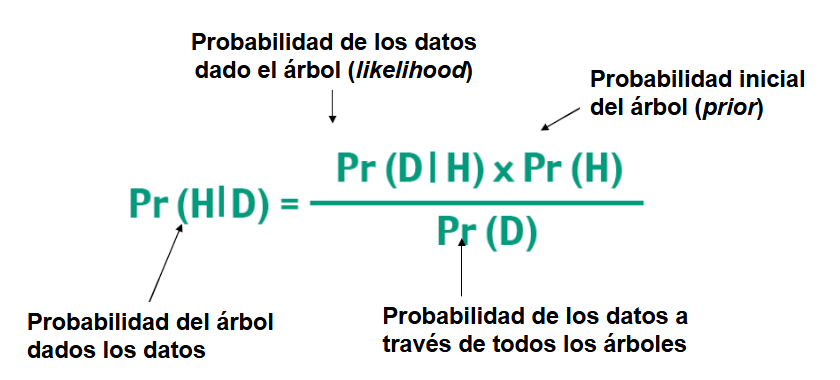 Probabilidad de los datos
dado el árbol (likelihood)
Probabilidad inicial
del árbol (prior)
Pr (D|H) x Pr (H)
Pr (H|D) =
Pr (D)
Probabilidad del árbol
dados los datos
Probabilidad de los datos a
través de todos los árboles